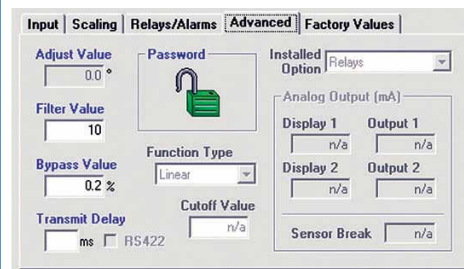 Input Scaling Relays/Alarms Advanced Factory Values
Adjust Value
0.0 °
Filter Value
10
Bypass Value
0.2 %
Transmit Delay
ms RS422
Password
Function Type
Linear
Cutoff Value
n/a
Installed
Option Relays
Analog Output (mA)
Display 1 Output 1
n/a n/a
Display 2 Output 2
n/a n/a
Sensor Break n/a